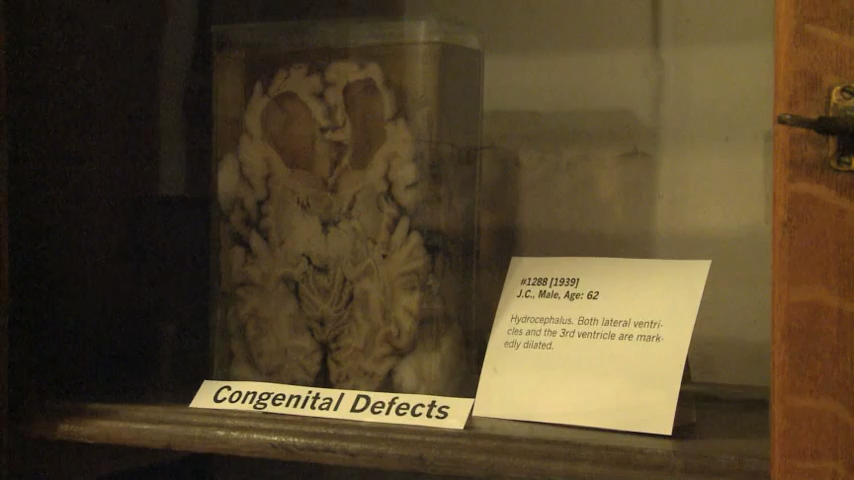 #1288 [1939]
J.C., Male, Age: 62
Hydrocephalus. Both lateral ventri-
cles and the 3rd ventricle are mark-
edly dilated.
Congenital Defects